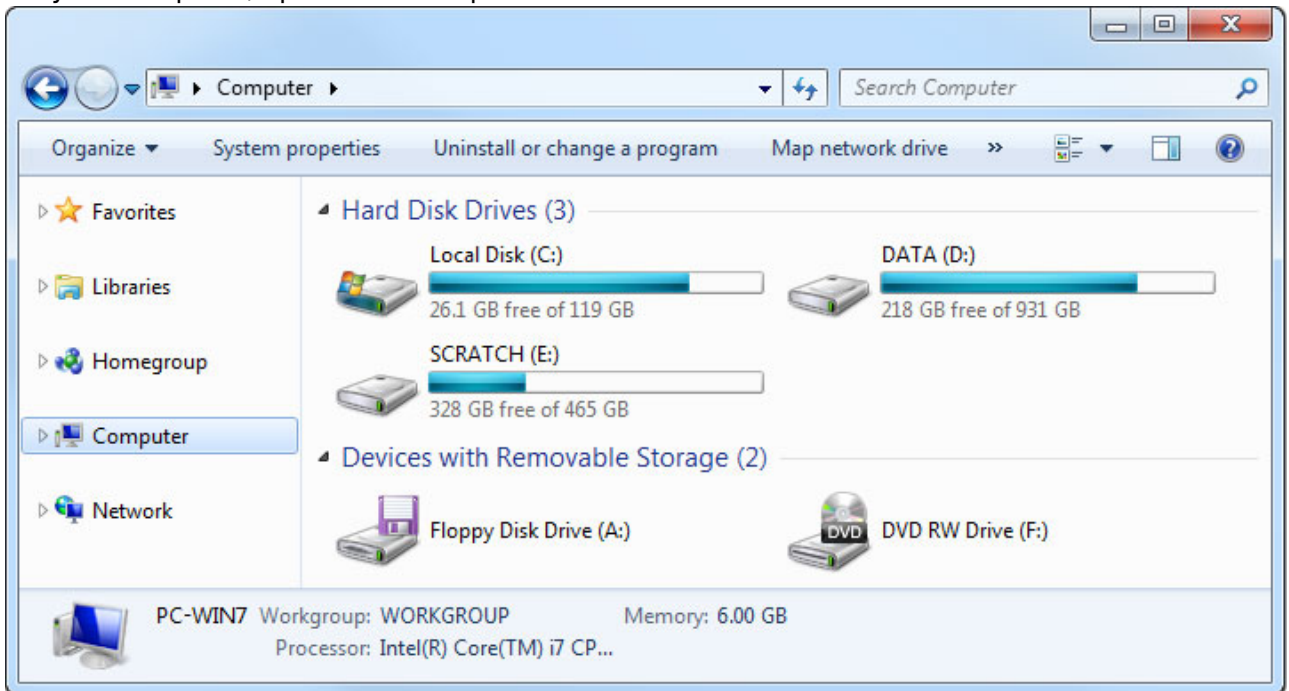 Computer
Search Computer
Organize
System properties
Uninstall or change a program
Map network drive
»
Favorites
Libraries
Homegroup
Computer
Network
Hard Disk Drives (3)
Local Disk (C:)
26.1 GB free of 119 GB
DATA (D:)
218 GB free of 931 GB
SCRATCH (E:)
328 GB free of 465 GB
Devices with Removable Storage (2)
Floppy Disk Drive (A:)
DVD
DVD RW Drive (F:)
PC-WIN7 Workgroup: WORKGROUP Memory: 6.00 GB
Processor: Intel(R) Core(TM) i7 CP...